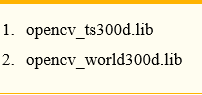 1. opencv_ts300d.lib
2. opencv_world300d.lib